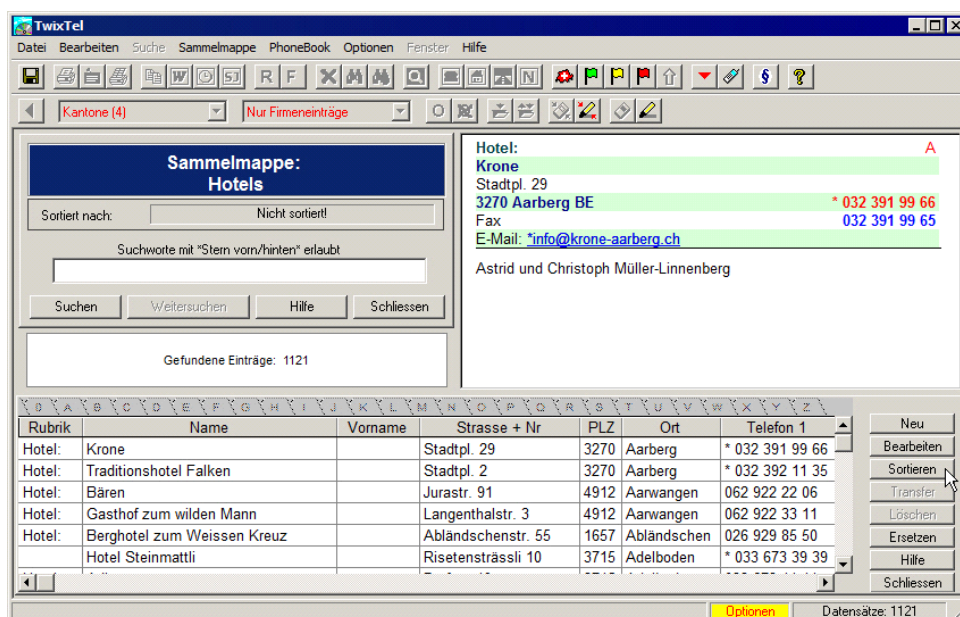 TwixTel
Datei Bearbeiten Suche Sammelmappe PhoneBook Optionen Fenster Hilfe
W SJ R F N § ?
Kantone (4) Nur Firmeneinträge O
Sammelmappe:
Hotels
Sortiert nach: Nicht sortiert!
Suchworte mit *Stern vorn/hinten* erlaubt
Suchen Weitersuchen Hilfe Schliessen
Gefundene Einträge: 1121
Hotel: A
Krone
Stadtpl. 29
3270 Aarberg BE * 032 391 99 66
Fax 032 391 99 65
E-Mail: *info@krone-aarberg.ch
Astrid und Christoph Müller-Linnenberg
0 A B C D E F G H I J K L M N O P Q R S T U V W X Y Z
Rubrik Name Vorname Strasse + Nr PLZ Ort Telefon 1
Hotel: Krone Stadtpl. 29 3270 Aarberg * 032 391 99 66
Hotel: Traditionshotel Falken Stadtpl. 2 3270 Aarberg * 032 392 11 35
Hotel: Bären Jurastr. 91 4912 Aarwangen 062 922 22 06
Hotel: Gasthof zum wilden Mann Langenthalstr. 3 4912 Aarwangen 062 922 33 11
Hotel: Berghotel zum Weissen Kreuz Abländschenstr. 55 1657 Abländschen 026 929 85 50
Hotel Steinmattli Risetensträssli 10 3715 Adelboden * 033 673 39 39
Neu
Bearbeiten
Sortieren
Transfer
Löschen
Ersetzen
Hilfe
Schliessen
Optionen Datensätze: 1121